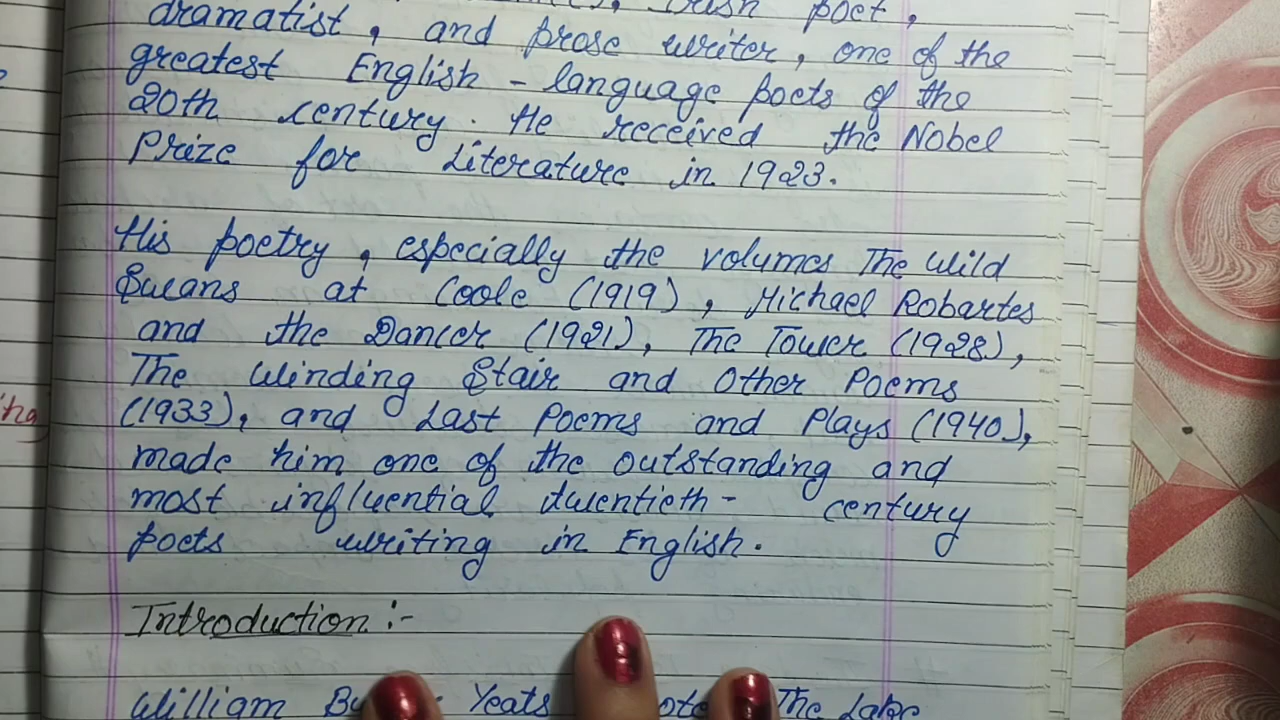 Irish poet,
dramatist, and prose writer, one of the
greatest English - language poets of the
20th century. He received the Nobel
Prize for Literature in 1923.
His poetry, especially the volumes The Wild
Swans at Coole (1919), Michael Robartes
and the Dancer (1921), The Tower (1928),
The Winding Stair and Other Poems
(1933), and Last Poems and Plays (1940),
made him one of the outstanding and
most influential twentieth - century
poets writing in English.
Introduction :-
William Yeats The Lake